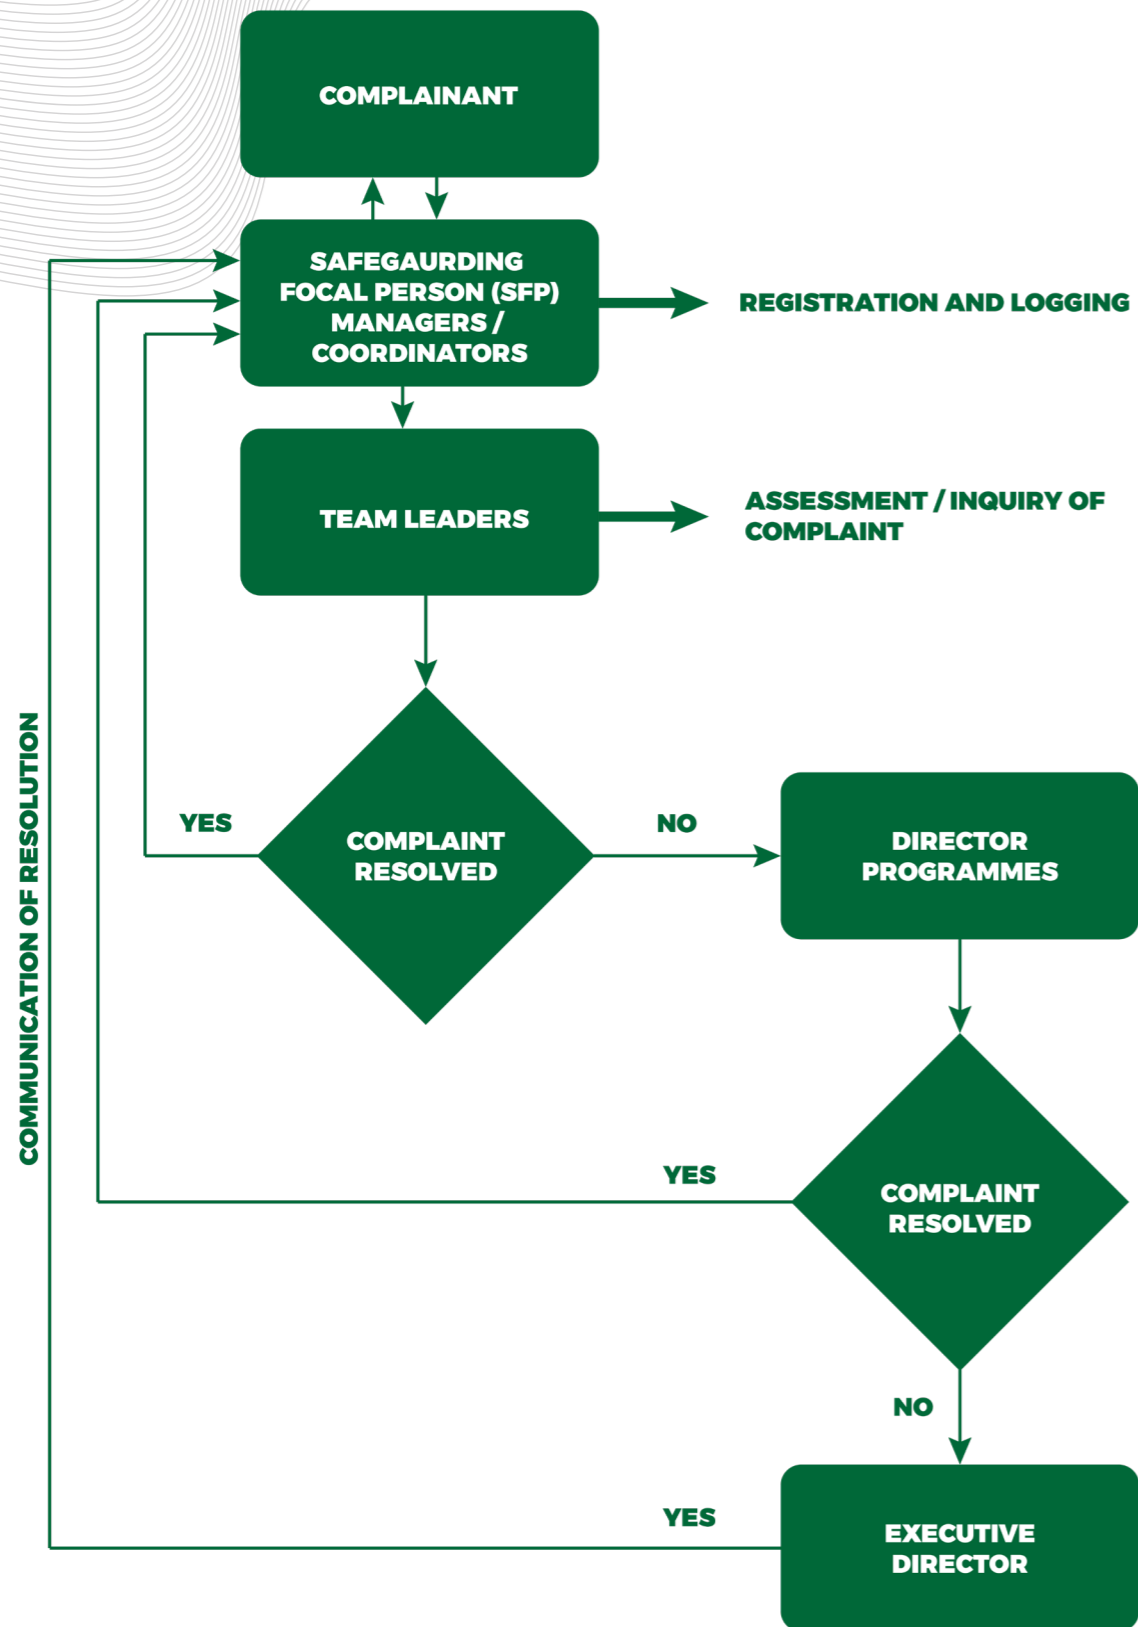 COMPLAINANT
SAFEGAURDING
FOCAL PERSON (SFP)
MANAGERS /
COORDINATORS
REGISTRATION AND LOGGING
TEAM LEADERS
ASSESSMENT / INQUIRY OF
COMPLAINT
COMMUNICATION OF RESOLUTION
YES
COMPLAINT
RESOLVED
NO
DIRECTOR
PROGRAMMES
YES
COMPLAINT
RESOLVED
NO
YES
EXECUTIVE
DIRECTOR